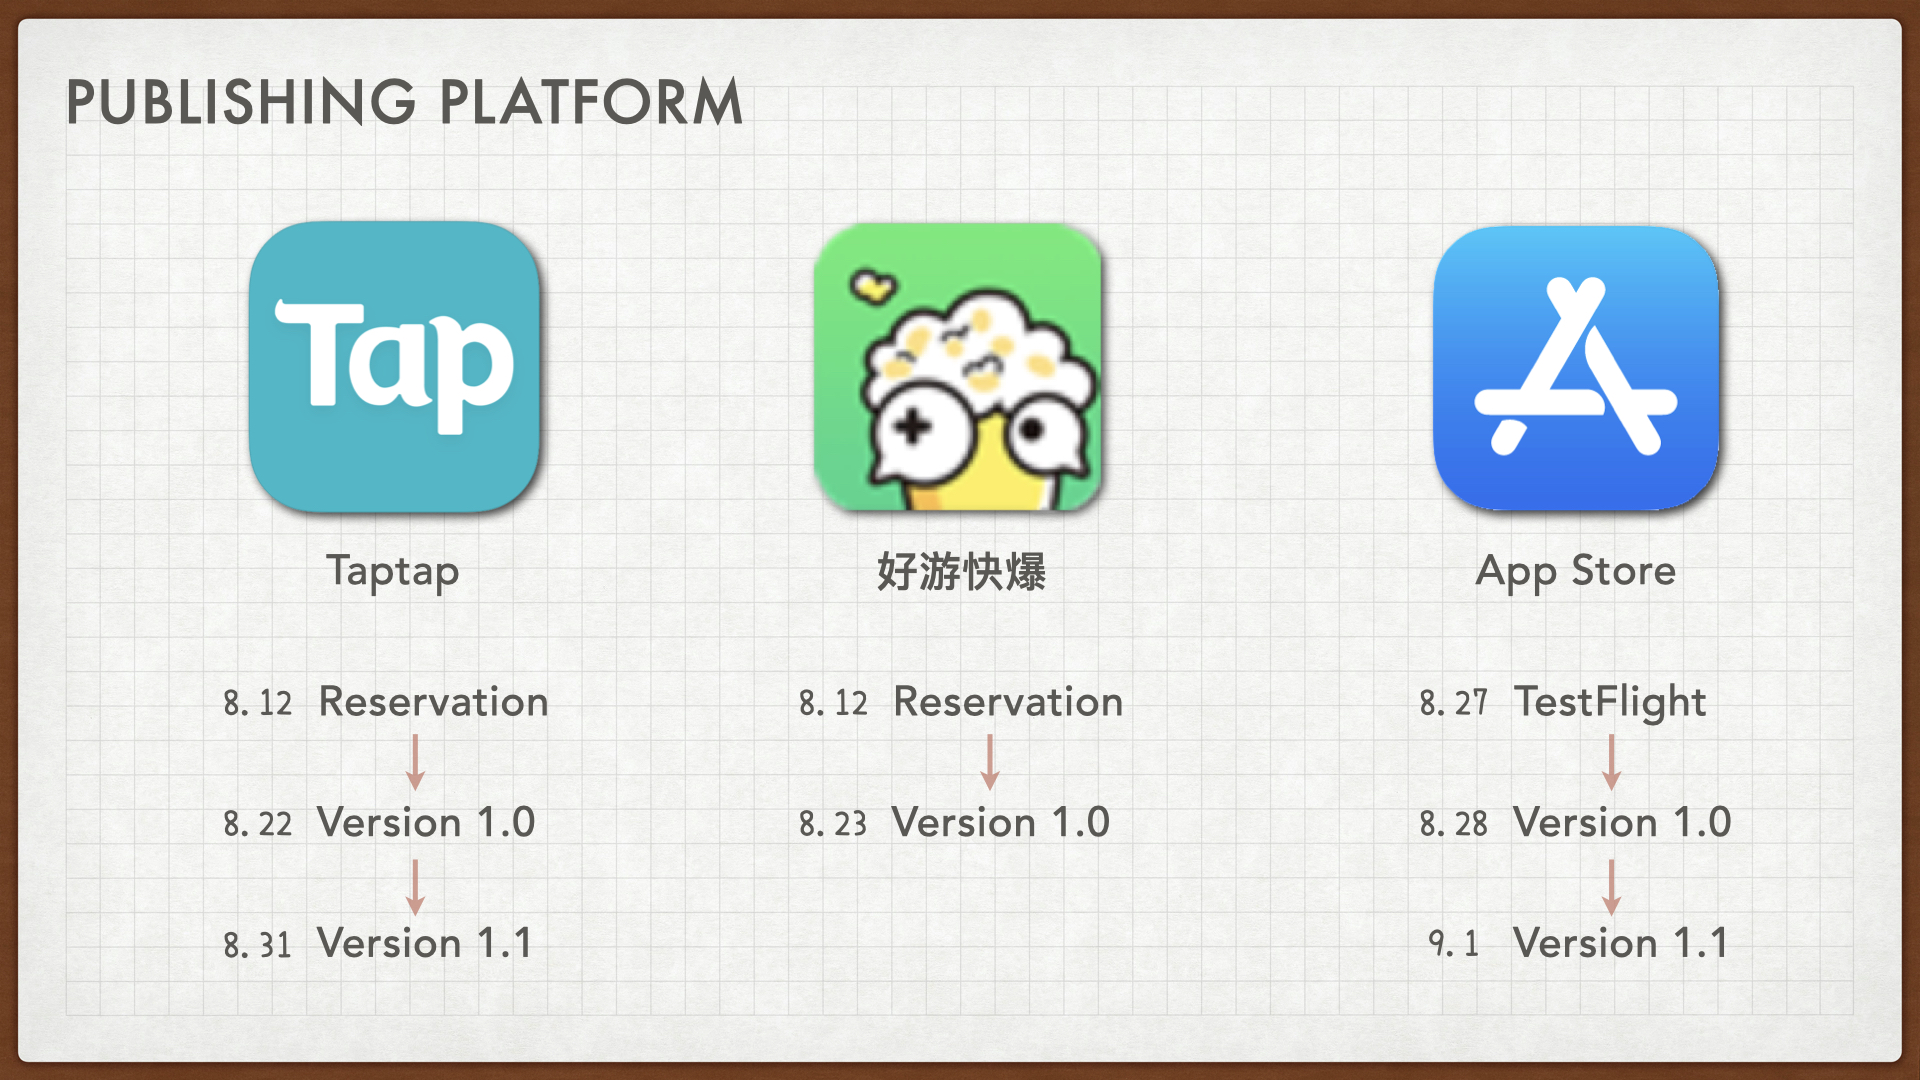 PUBLISHING PLATFORM
Tap
Taptap
8.12 Reservation
8.22 Version 1.0
8.31 Version 1.1
好游快爆
8.12 Reservation
8.23 Version 1.0
App Store
8.27 TestFlight
8.28 Version 1.0
9.1 Version 1.1